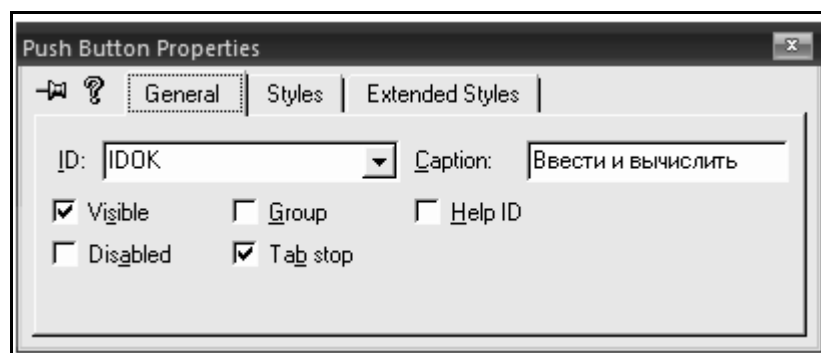 Push Button Properties
General Styles Extended Styles
ID: IDOK Caption: Ввести и вычислить
Visible Group Help ID
Disabled Tab stop